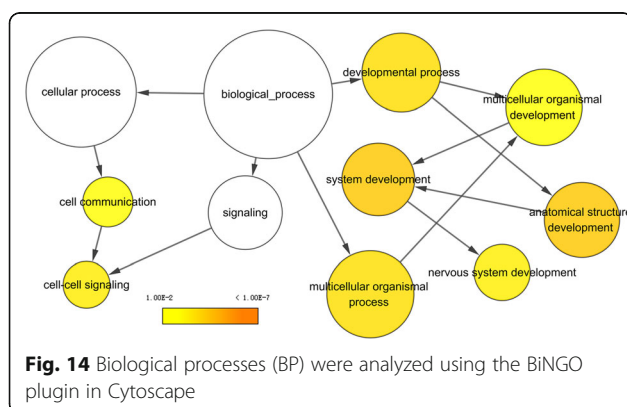 developmental process
cellular process
biological_process
multicellular organismal
development
system development
cell communication
signaling
anatomical structure
development
nervous system development
cell-cell signaling
multicellular organismal
process
1.00E-2
< 1.00E-7
Fig. 14 Biological processes (BP) were analyzed using the BiNGO
plugin in Cytoscape